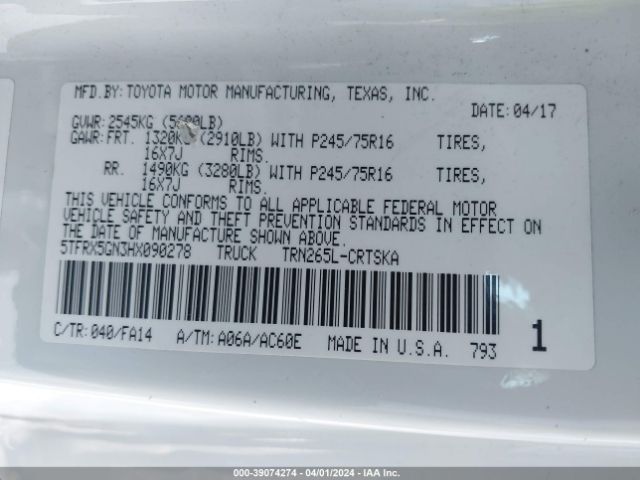 MFD.BY:TOYOTA MOTOR MANUFACTURING, TEXAS, INC.
DATE:04/17
GVWR:2545KG
GAWR:FRT. (2910LB) WITH P245/75R16 TIRES,
16X7J RIMS.
RR. 1490KG (3280LB) WITH P245/75R16 TIRES,
16X7J RIMS.
THIS VEHICLE CONFORMS TO ALL APPLICABLE FEDERAL MOTOR
VEHICLE SAFETY AND THEFT PREVENTION STANDARDS IN EFFECT ON
THE DATE OF MANUFACTURE SHOWN ABOVE.
5TFRX5GN3HX090278 TRUCK TRN265L-CRTSKA
C/TR:040/FA14 A/TM:A06A/AC60E MADE IN U.S.A. 793 1
000-39074274 - 04/01/2024 - IAA, Inc.